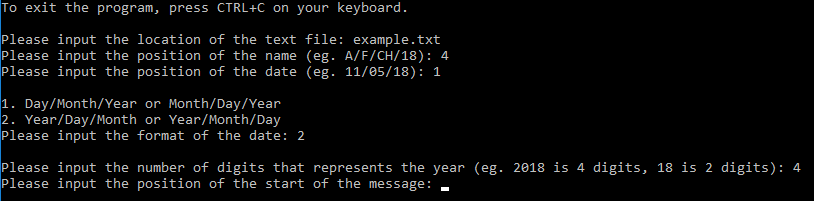 To exit the program, press CTRL+C on your keyboard.
Please input the location of the text file: example.txt
Please input the position of the name (eg. A/F/CH/18): 4
Please input the position of the date (eg. 11/05/18): 1
1. Day/Month/Year or Month/Day/Year
2. Year/Day/Month or Year/Month/Day
Please input the format of the date: 2
Please input the number of digits that represents the year (eg. 2018 is 4 digits, 18 is 2 digits): 4
Please input the position of the start of the message: